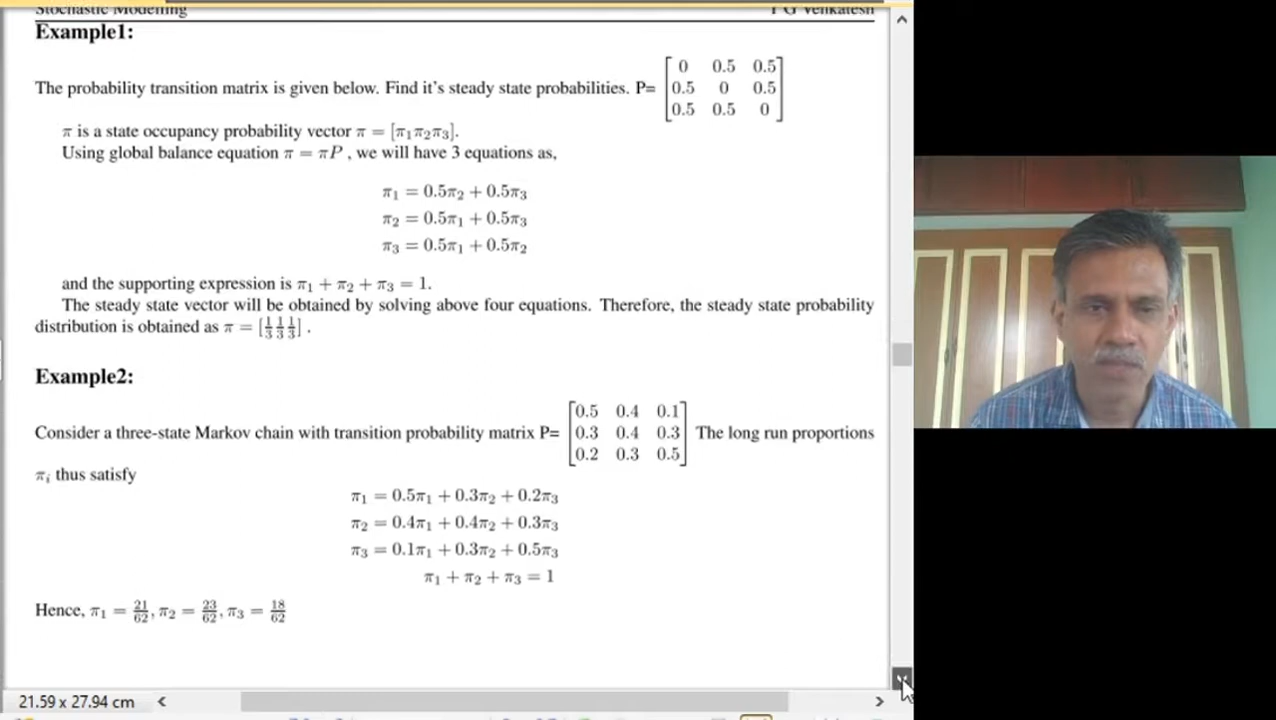 Stochastic Modelling T G Venkatesh
Example1:
The probability transition matrix is given below. Find it's steady state probabilities. P= [0 0.5 0.5
0.5 0 0.5
0.5 0.5 0]
π is a state occupancy probability vector π = [π₁π₂π₃].
Using global balance equation π = πP , we will have 3 equations as,
π₁ = 0.5π₂ + 0.5π₃
π₂ = 0.5π₁ + 0.5π₃
π₃ = 0.5π₁ + 0.5π₂
and the supporting expression is π₁ + π₂ + π₃ = 1.
The steady state vector will be obtained by solving above four equations. Therefore, the steady state probability
distribution is obtained as π = [1/3 1/3 1/3] .
Example2:
Consider a three-state Markov chain with transition probability matrix P= [0.5 0.4 0.1
0.3 0.4 0.3
0.2 0.3 0.5] The long run proportions
πᵢ thus satisfy
π₁ = 0.5π₁ + 0.3π₂ + 0.2π₃
π₂ = 0.4π₁ + 0.4π₂ + 0.3π₃
π₃ = 0.1π₁ + 0.3π₂ + 0.5π₃
π₁ + π₂ + π₃ = 1
Hence, π₁ = 21/62, π₂ = 23/62, π₃ = 18/62
21.59 x 27.94 cm